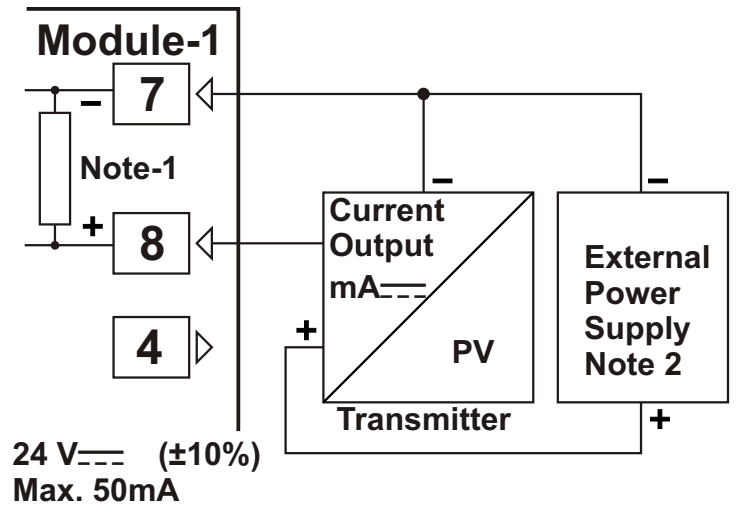 Module-1
7
−
Note-1
+
8
4
24 V⎓ (±10%)
Max. 50mA
−
Current
Output
mA⎓
+
PV
Transmitter
−
External
Power
Supply
Note 2
+